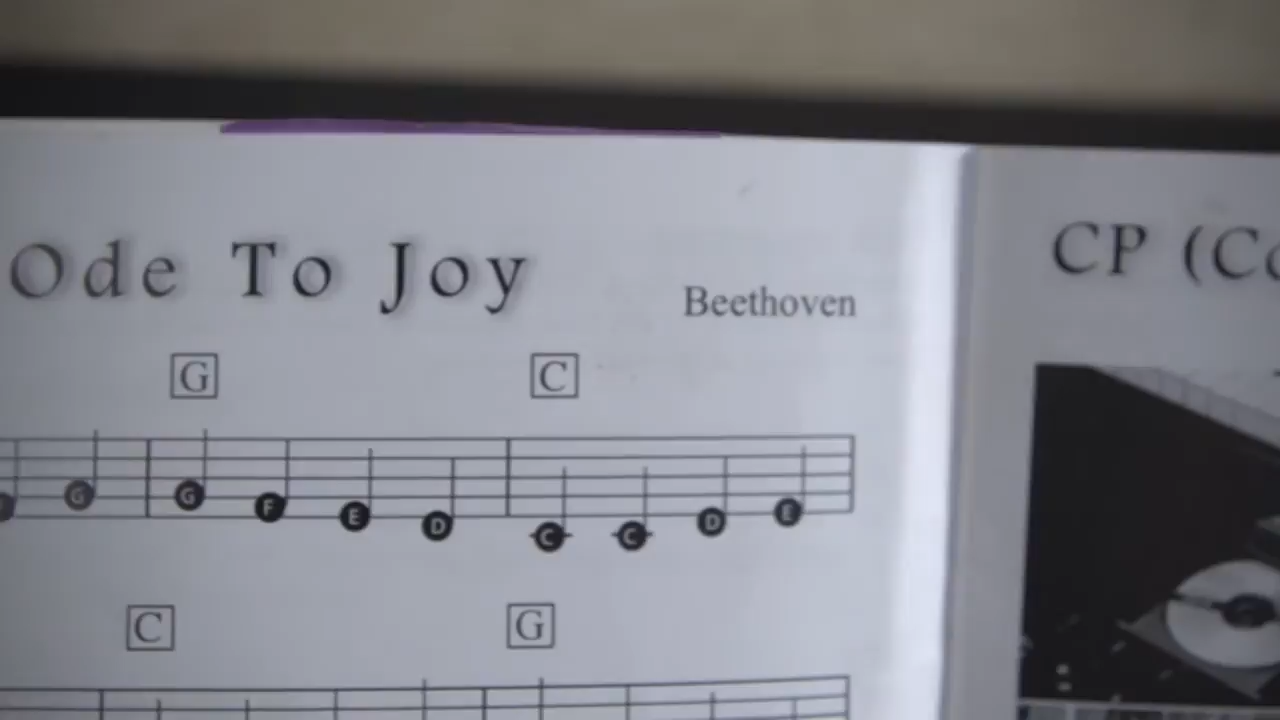 Ode To Joy
Beethoven
G C
G G F E D C C D E
C G
CP (Co